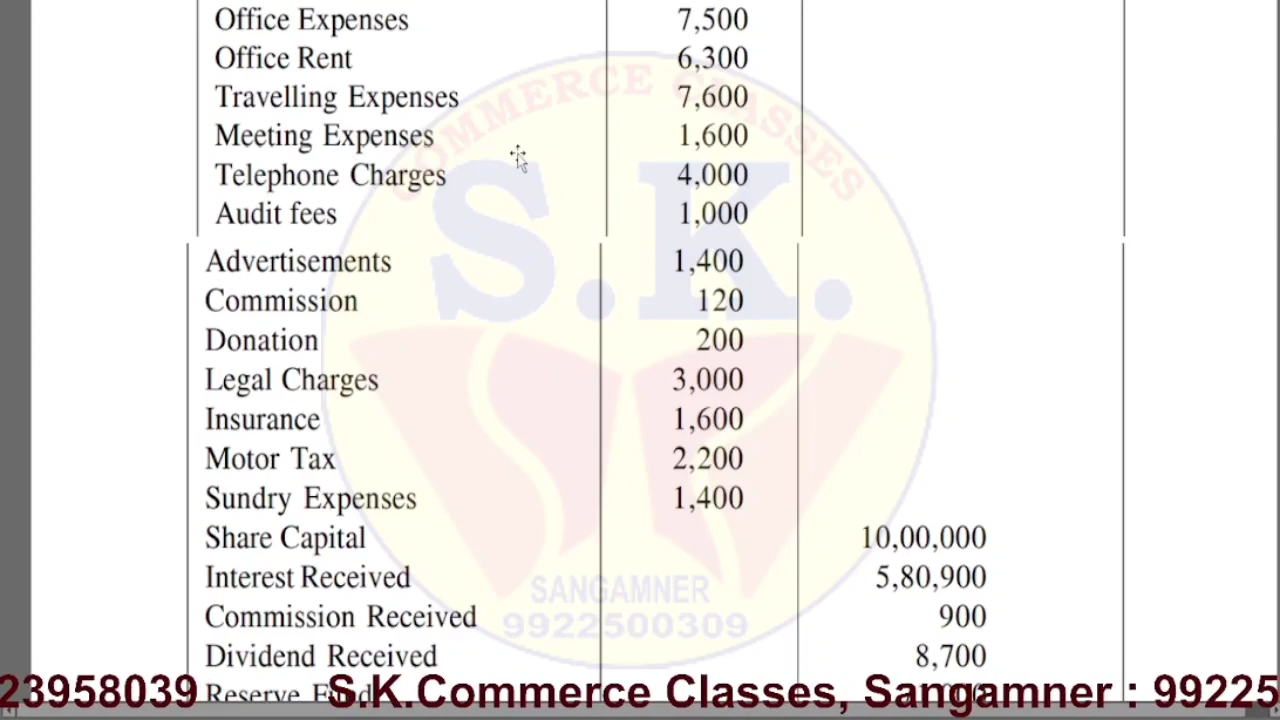 Office Expenses 7,500
Office Rent 6,300
Travelling Expenses 7,600
Meeting Expenses 1,600
Telephone Charges 4,000
Audit fees 1,000
Advertisements 1,400
Commission 120
Donation 200
Legal Charges 3,000
Insurance 1,600
Motor Tax 2,200
Sundry Expenses 1,400
Share Capital 10,00,000
Interest Received 5,80,900
Commission Received 900
Dividend Received 8,700
Reserve
COMMERCE CLASSES
S.K.
SANGAMNER
9922500309
23958039 S.K.Commerce Classes, Sangamner : 99225